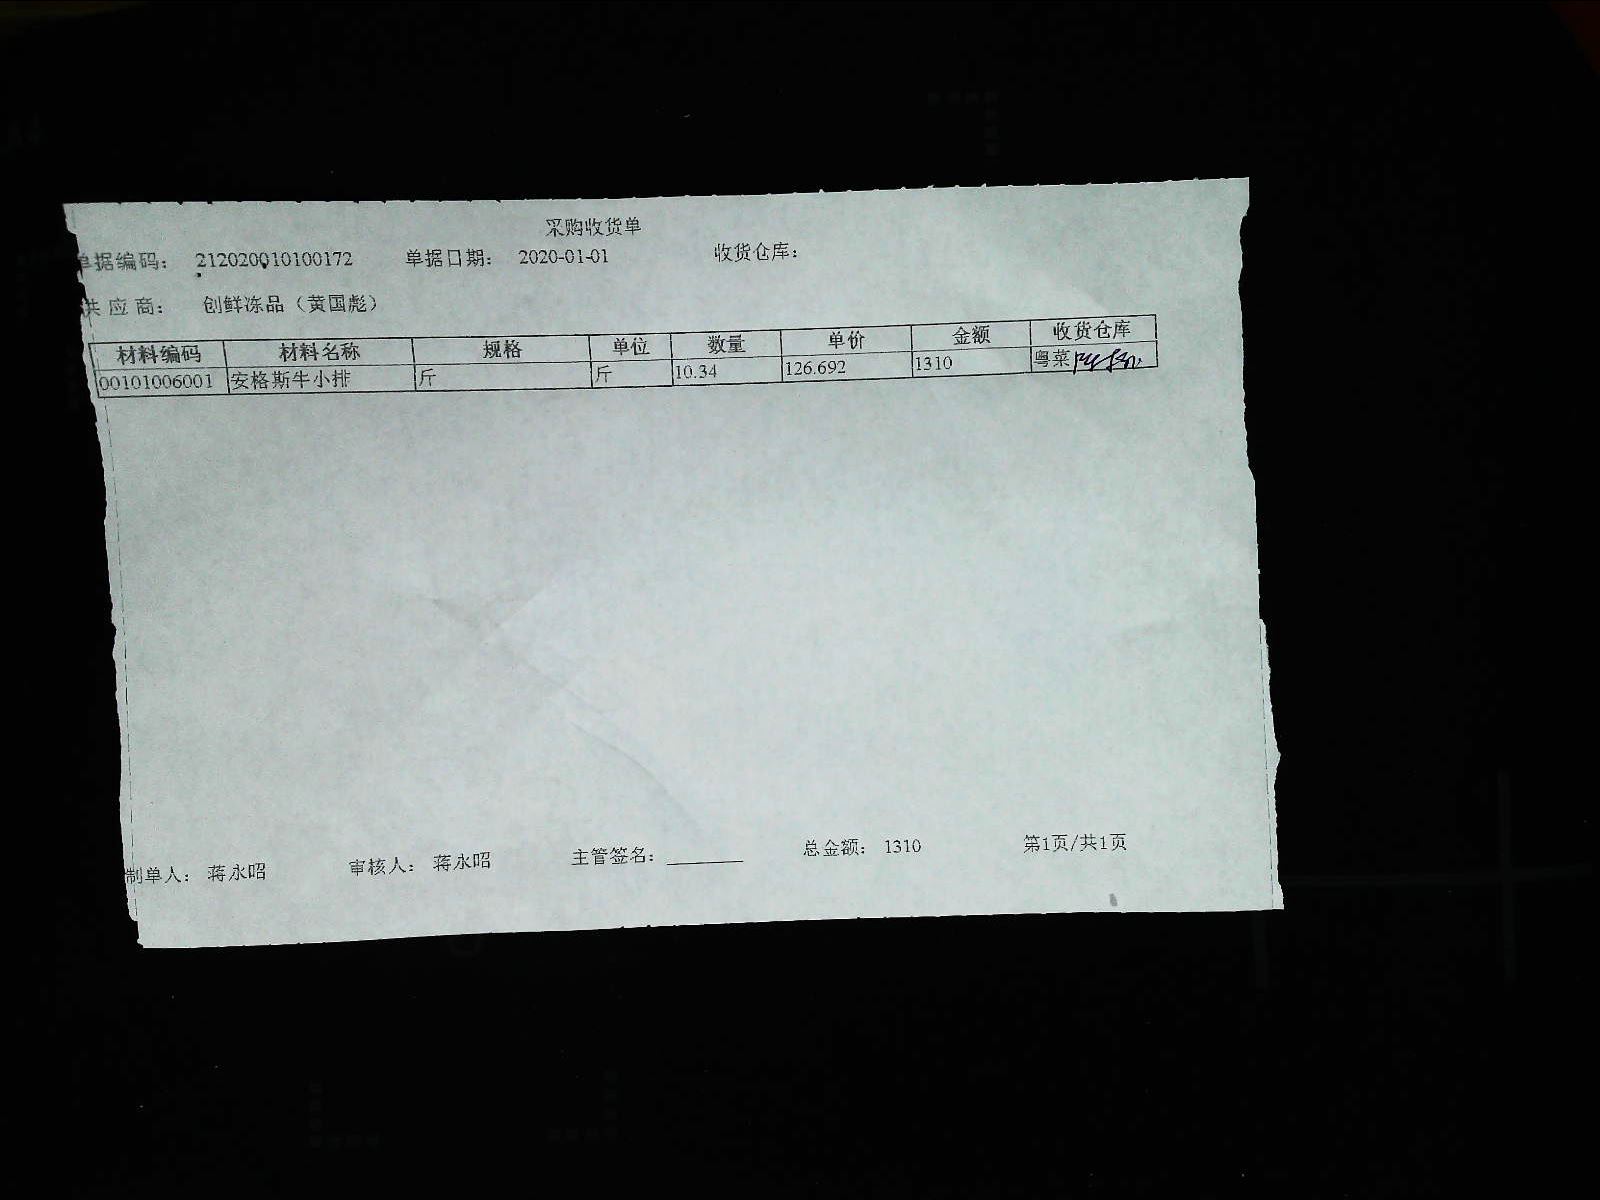 采购收货单
单据编码： 212020010100172 单据日期： 2020-01-01 收货仓库：
供应商： 创鲜冻品（黄国彪）
材料编码 材料名称 规格 单位 数量 单价 金额 收货仓库
00101006001 安格斯牛小排 斤 斤 10.34 126.692 1310 粤菜
制单人： 蒋永昭 审核人： 蒋永昭 主管签名： 总金额： 1310 第1页/共1页